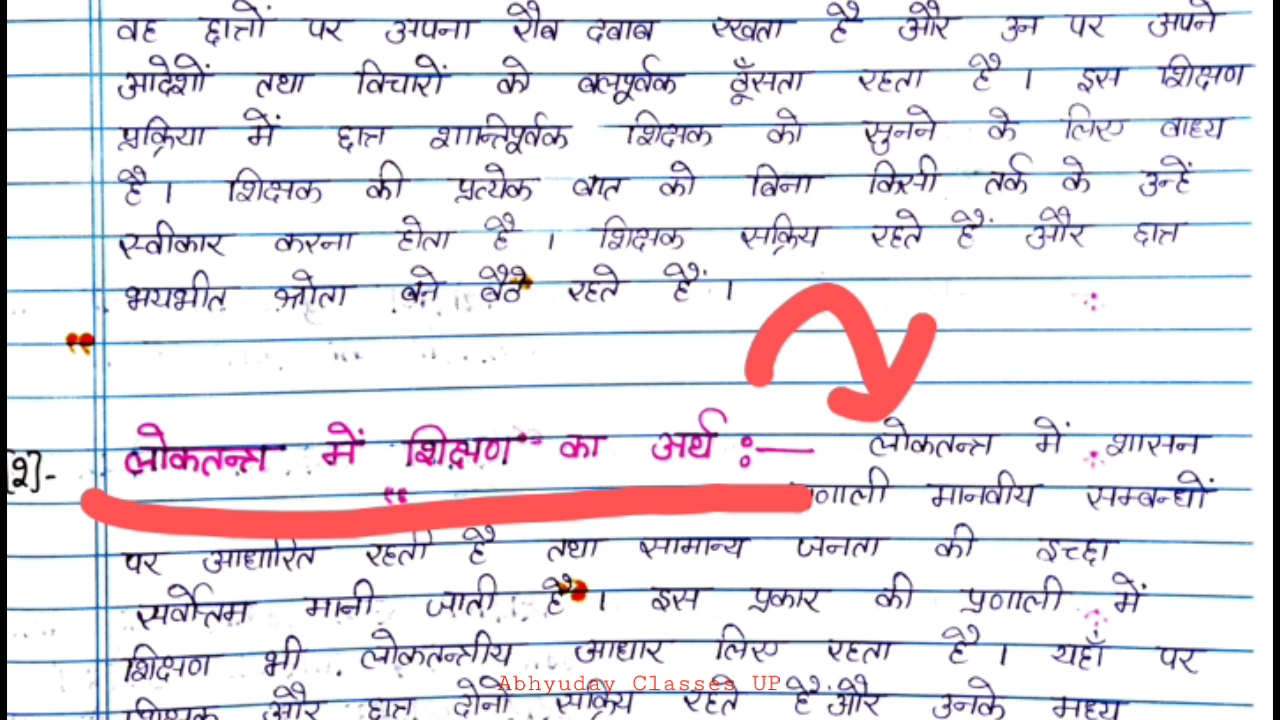 वह छात्रों पर अपना रौब दबाब रखता है और उन पर अपने
आदेशों तथा विचारों को बलपूर्वक ठूँसता रहता है । इस शिक्षण
प्रक्रिया में छात्र शान्तिपूर्वक शिक्षक को सुनने के लिए बाध्य
है । शिक्षक की प्रत्येक बात को बिना किसी तर्क के उन्हें
स्वीकार करना होता है । शिक्षक सक्रिय रहते हैं और छात्र
भयभीत श्रोता बने बैठे रहते हैं ।
[2]- लोकतन्त्र में शिक्षण का अर्थ :— लोकतन्त्र में शासन
प्रणाली मानवीय सम्बन्धों
पर आधारित रहती है तथा सामान्य जनता की इच्छा
सर्वोत्तम मानी जाती है । इस प्रकार की प्रणाली में
शिक्षण भी लोकतन्त्रीय आधार लिए रहता है । यहाँ पर
शिक्षक और छात्र दोनों सक्रिय रहते हैं और उनके मध्य
Abhyuday Classes UP